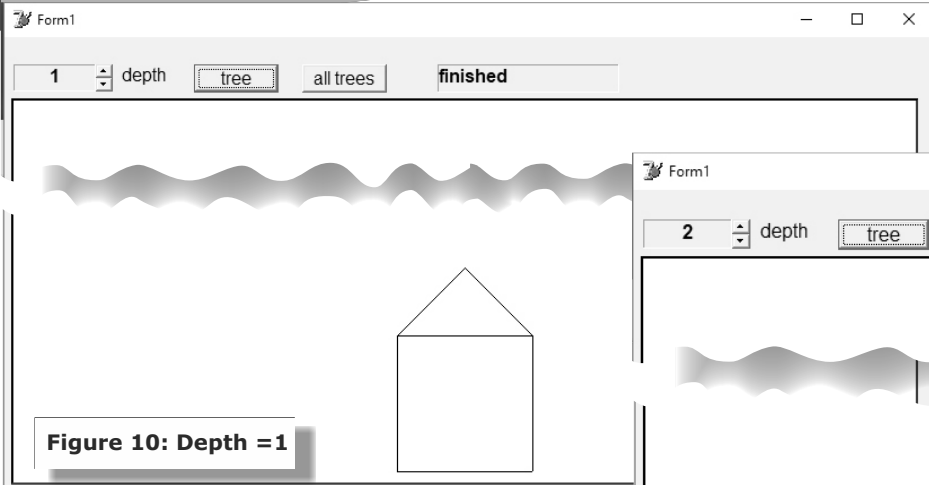 Form1
1 depth tree all trees finished
Form1
2 depth tree
Figure 10: Depth =1